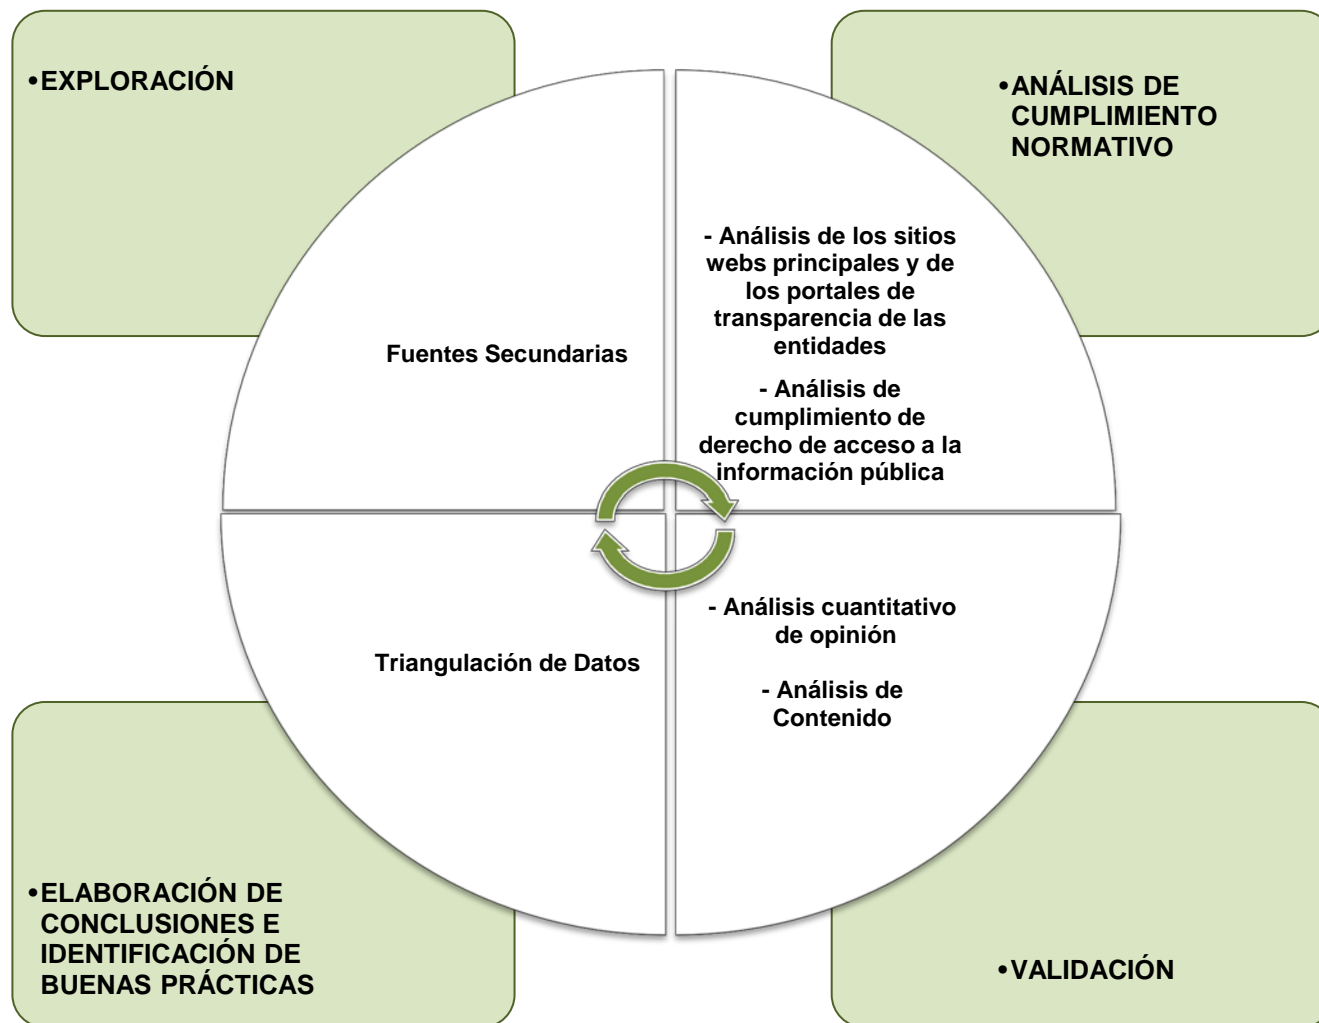 •EXPLORACIÓN
•ANÁLISIS DE
CUMPLIMIENTO
NORMATIVO
Fuentes Secundarias
- Análisis de los sitios
webs principales y de
los portales de
transparencia de las
entidades
- Análisis de
cumplimiento de
derecho de acceso a la
información pública
Triangulación de Datos
- Análisis cuantitativo
de opinión
- Análisis de
Contenido
•ELABORACIÓN DE
CONCLUSIONES E
IDENTIFICACIÓN DE
BUENAS PRÁCTICAS
•VALIDACIÓN